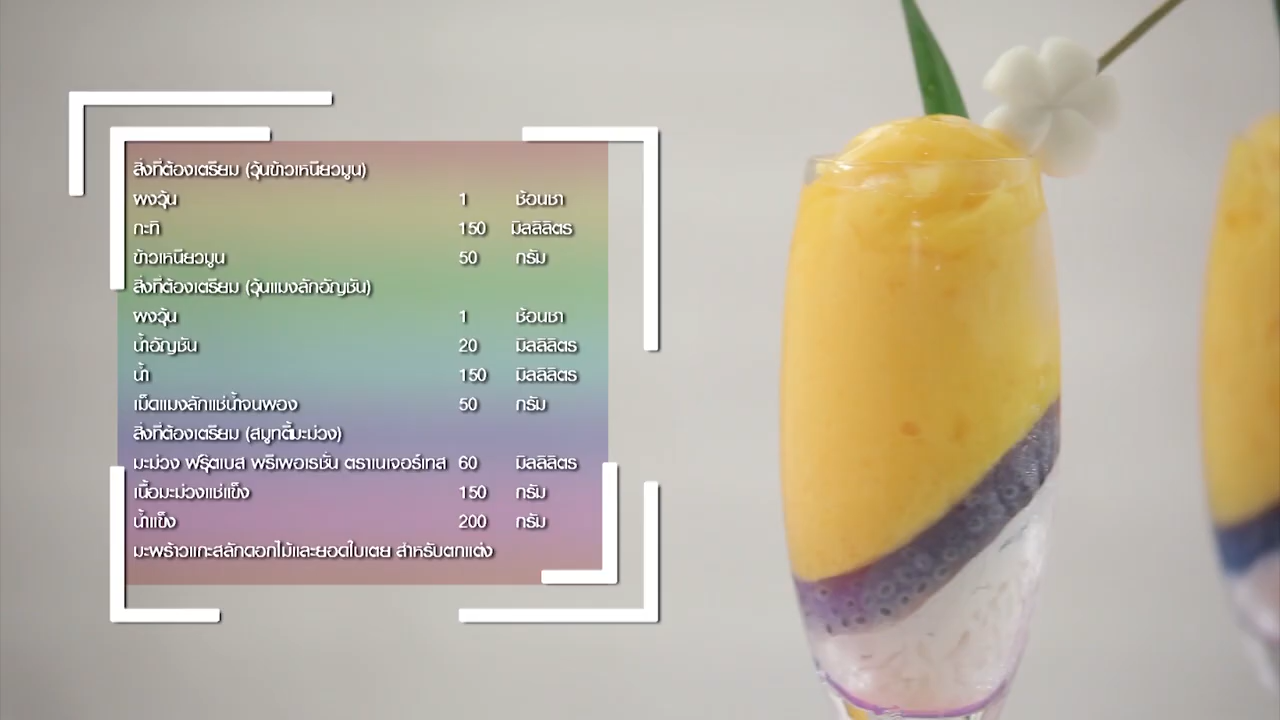 สิ่งที่ต้องเตรียม (วุ้นข้าวเหนียวมูน)
ผงวุ้น 1 ช้อนชา
กะทิ 150 มิลลิลิตร
ข้าวเหนียวมูน 50 กรัม
สิ่งที่ต้องเตรียม (วุ้นแมงลักอัญชัน)
ผงวุ้น 1 ช้อนชา
น้ำอัญชัน 20 มิลลิลิตร
น้ำ 150 มิลลิลิตร
เม็ดแมงลักแช่น้ำจนพอง 50 กรัม
สิ่งที่ต้องเตรียม (สมูทตี้มะม่วง)
มะม่วง ฟรุ๊ตเบส พรีเพอเรชั่น ตราเนเจอร์เทส 60 มิลลิลิตร
เนื้อมะม่วงแช่แข็ง 150 กรัม
น้ำแข็ง 200 กรัม
มะพร้าวแกะสลักดอกไม้และยอดใบเตย สำหรับตกแต่ง